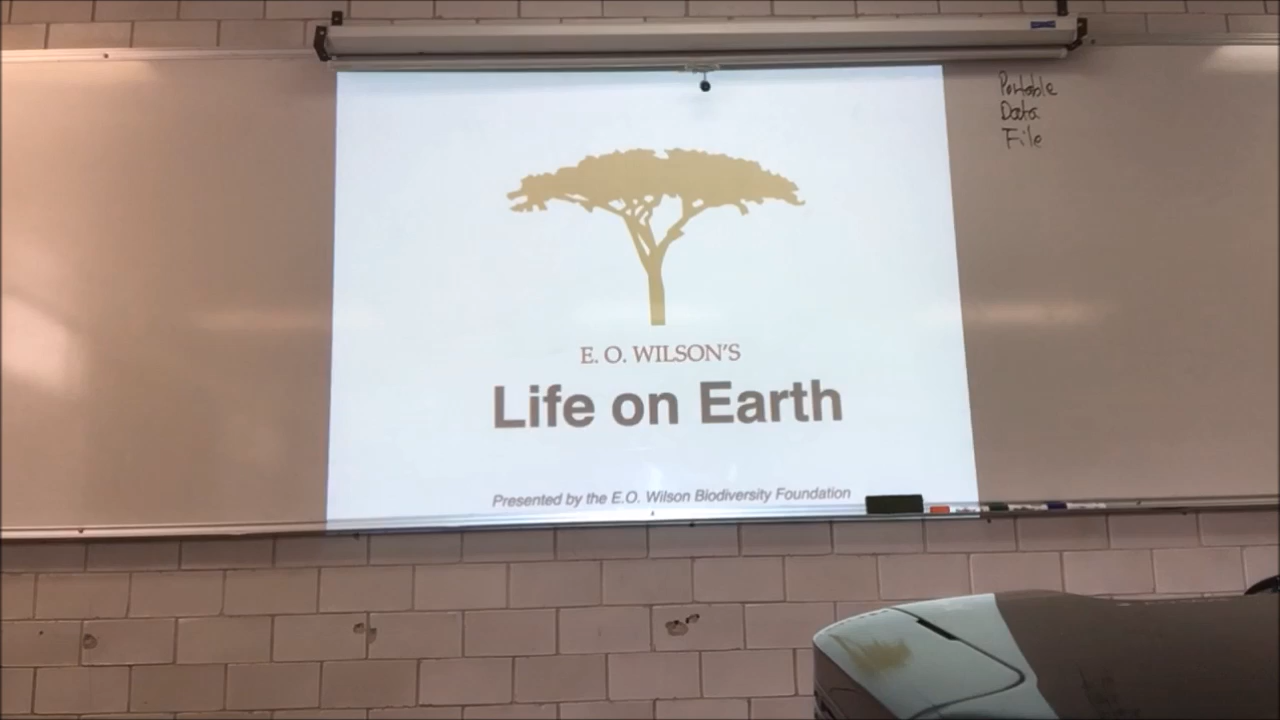 E. O. WILSON'S
Life on Earth
Presented by the E.O. Wilson Biodiversity Foundation
Portable
Data
File